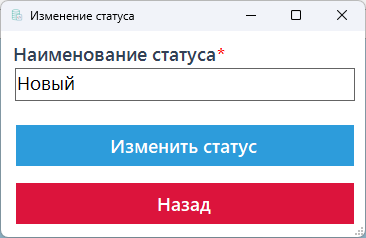 Изменение статуса
Наименование статуса*
Новый
Изменить статус
Назад